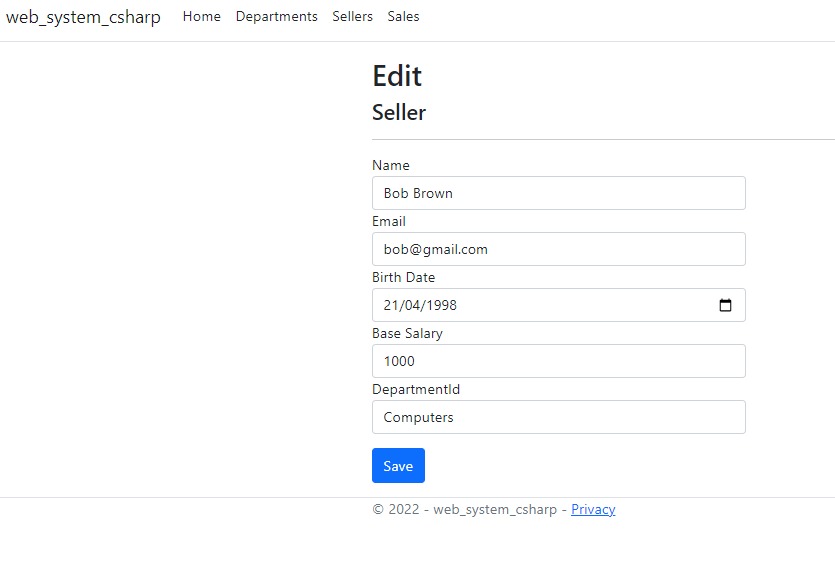 web_system_csharp Home Departments Sellers Sales
Edit
Seller
Name
Bob Brown
Email
bob@gmail.com
Birth Date
21/04/1998
Base Salary
1000
DepartmentId
Computers
Save
© 2022 - web_system_csharp - Privacy